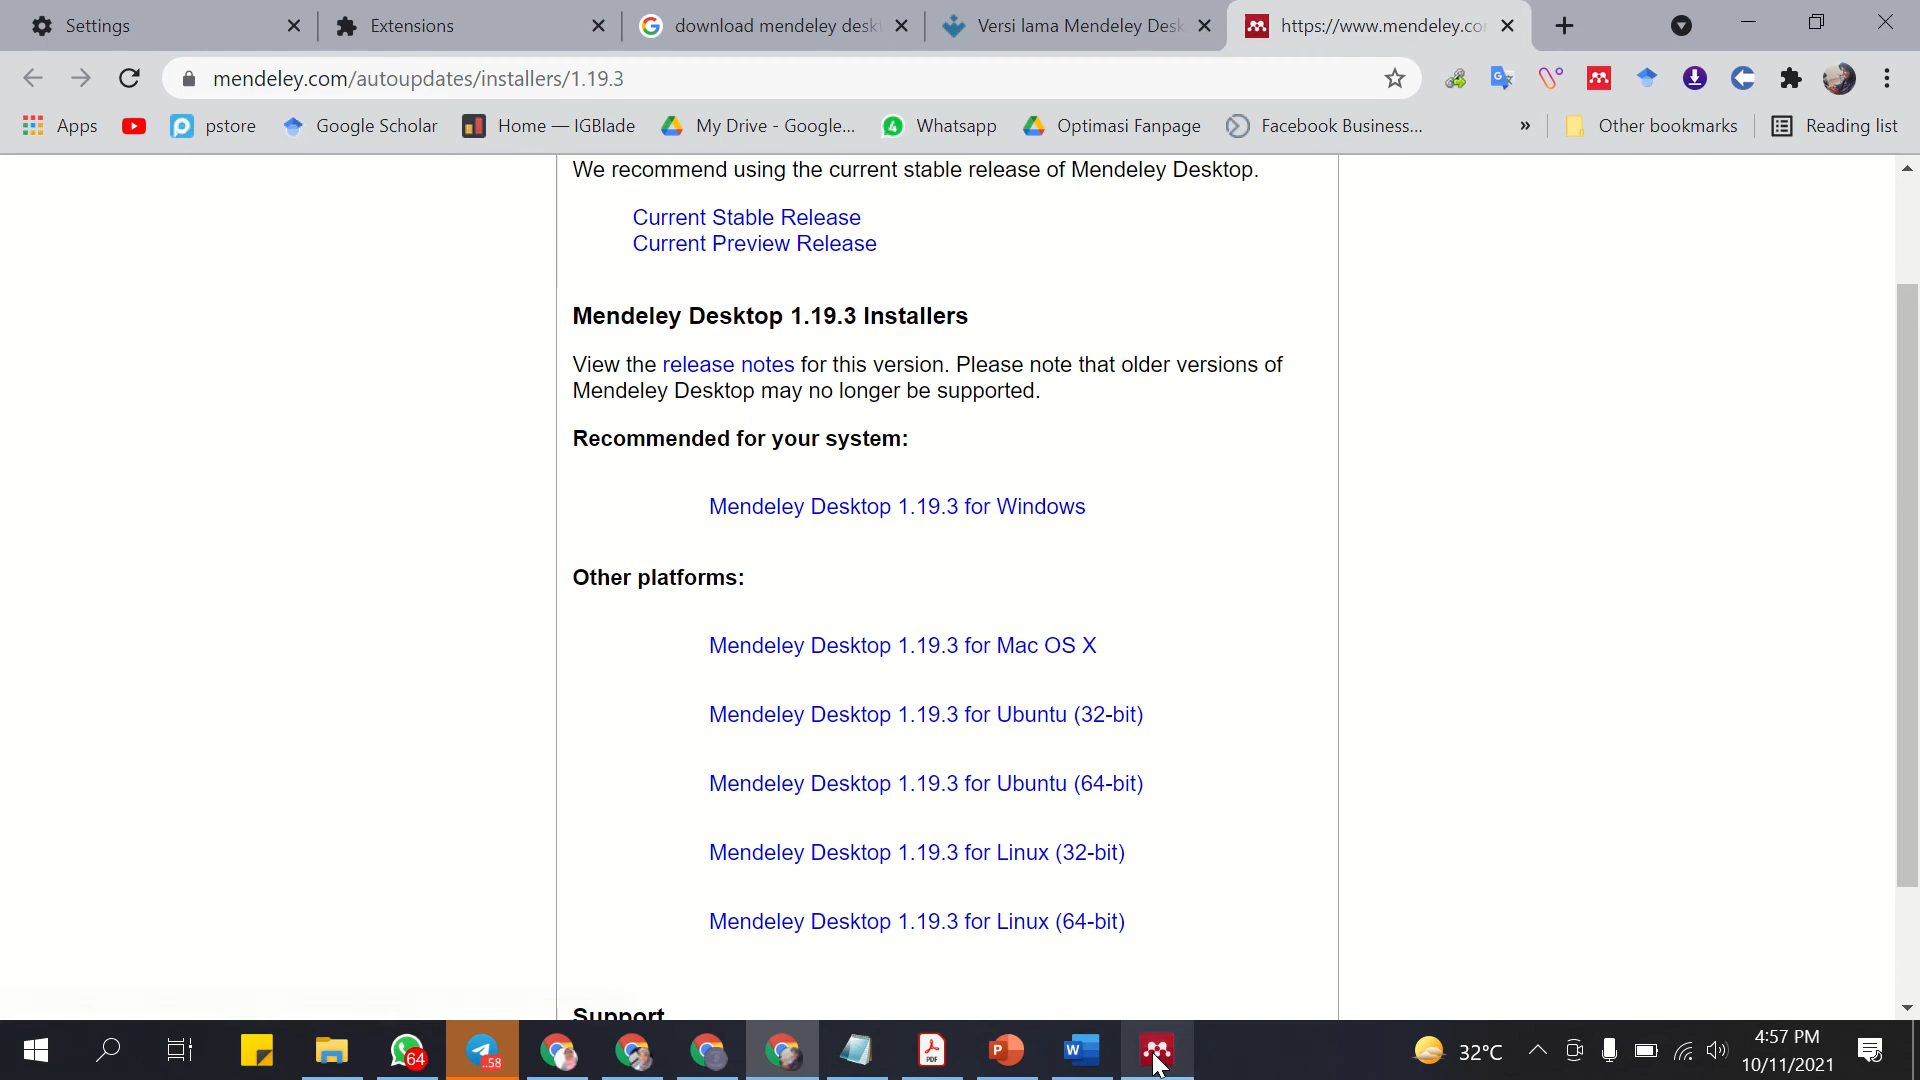 Settings
Extensions
download mendeley deskt
Versi lama Mendeley Desk
https://www.mendeley.co
mendeley.com/autoupdates/installers/1.19.3
Apps
pstore
Google Scholar
Home — IGBlade
My Drive - Google...
4
Whatsapp
Optimasi Fanpage
Facebook Business...
»
Other bookmarks
Reading list
We recommend using the current stable release of Mendeley Desktop.
Current Stable Release
Current Preview Release
Mendeley Desktop 1.19.3 Installers
View the release notes for this version. Please note that older versions of
Mendeley Desktop may no longer be supported.
Recommended for your system:
Mendeley Desktop 1.19.3 for Windows
Other platforms:
Mendeley Desktop 1.19.3 for Mac OS X
Mendeley Desktop 1.19.3 for Ubuntu (32-bit)
Mendeley Desktop 1.19.3 for Ubuntu (64-bit)
Mendeley Desktop 1.19.3 for Linux (32-bit)
Mendeley Desktop 1.19.3 for Linux (64-bit)
Support
64
..58
PDF
P
W
32°C
4:57 PM
10/11/2021